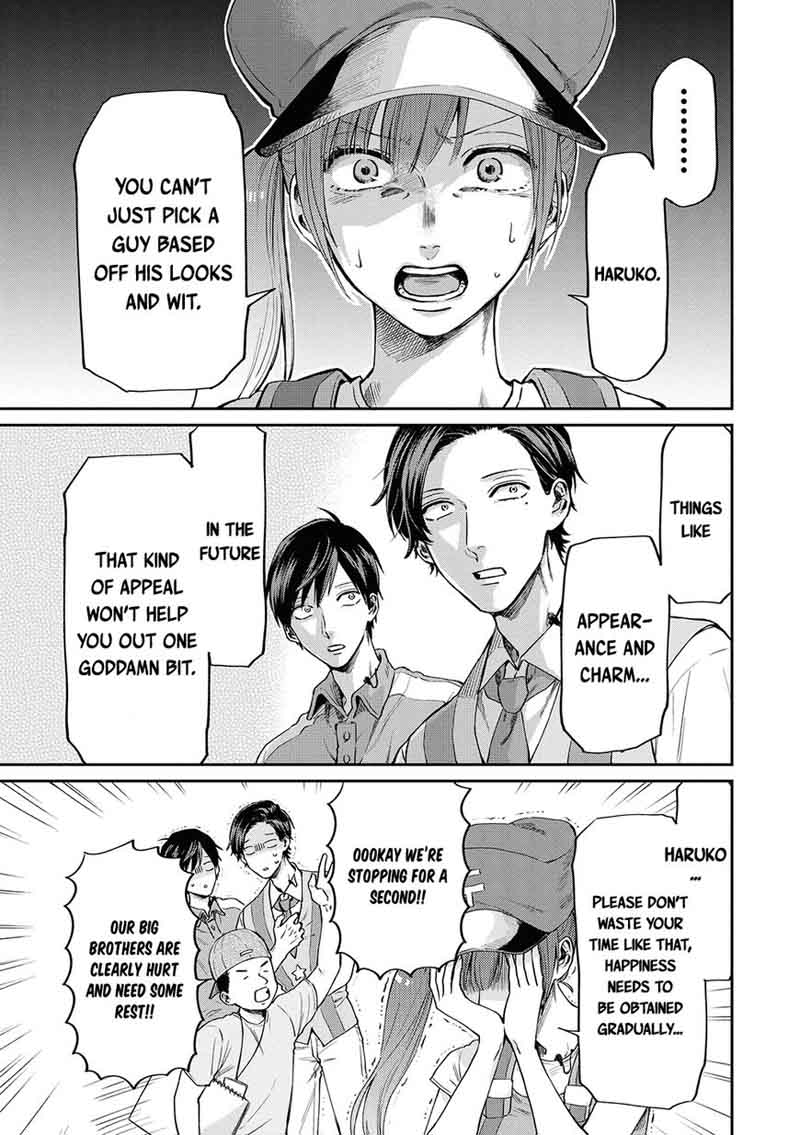 .........
HARUKO.
YOU CAN'T
JUST PICK A
GUY BASED
OFF HIS LOOKS
AND WIT.
THINGS
LIKE
APPEAR-
ANCE AND
CHARM...
IN THE
FUTURE
THAT KIND
OF APPEAL
WON'T HELP
YOU OUT ONE
GODDAMN BIT.
HARUKO
...
PLEASE DON'T
WASTE YOUR
TIME LIKE THAT,
HAPPINESS
NEEDS TO
BE OBTAINED
GRADUALLY...
OOOKAY WE'RE
STOPPING FOR A
SECOND!!
OUR BIG
BROTHERS ARE
CLEARLY HURT
AND NEED SOME
REST!!